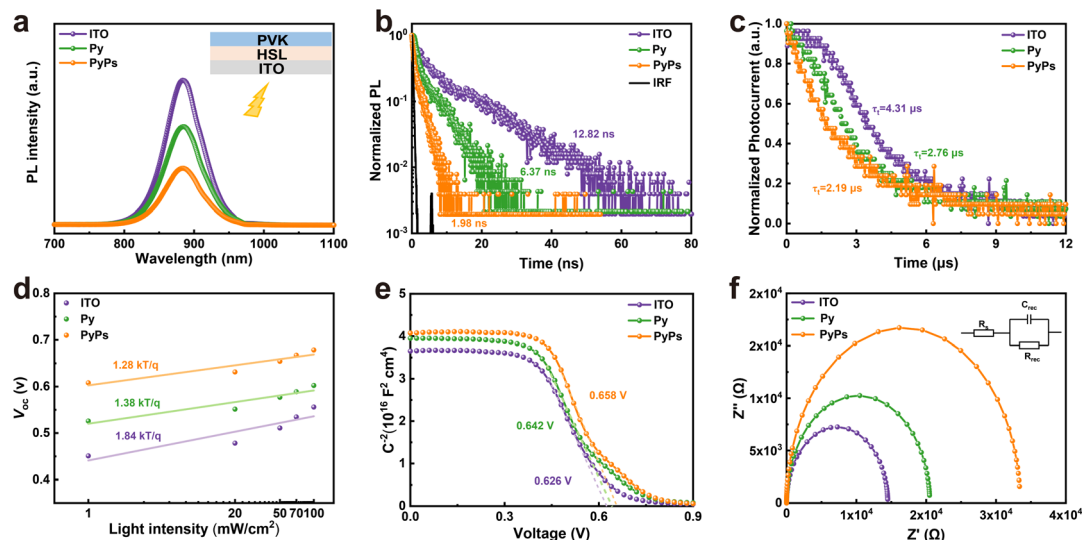 a
ITO
Py
PyPs
PVK
HSL
ITO
PL intensity (a.u.)
700 800 900 1000 1100
Wavelength (nm)
b
ITO
Py
PyPs
IRF
12.82 ns
6.37 ns
1.98 ns
Normalized PL
10⁰
10⁻¹
10⁻²
10⁻³
0 20 40 60 80
Time (ns)
c
ITO
Py
PyPs
τt=4.31 μs
τt=2.76 μs
τt=2.19 μs
Normalized Photocurrent (a.u.)
1.0
0.8
0.6
0.4
0.2
0.0
0 3 6 9 12
Time (μs)
d
ITO
Py
PyPs
1.28 kT/q
1.38 kT/q
1.84 kT/q
Voc (v)
0.8
0.7
0.6
0.5
0.4
1 20 50 70 100
Light intensity (mW/cm²)
e
ITO
Py
PyPs
0.658 V
0.642 V
0.626 V
C⁻² (10¹⁶ F² cm⁴)
6
5
4
3
2
1
0
0.0 0.3 0.6 0.9
Voltage (V)
f
ITO
Py
PyPs
Rs
Crec
Rrec
Z'' (Ω)
2x10⁴
2x10⁴
1x10⁴
5x10³
0
0 1x10⁴ 2x10⁴ 3x10⁴ 4x10⁴
Z' (Ω)